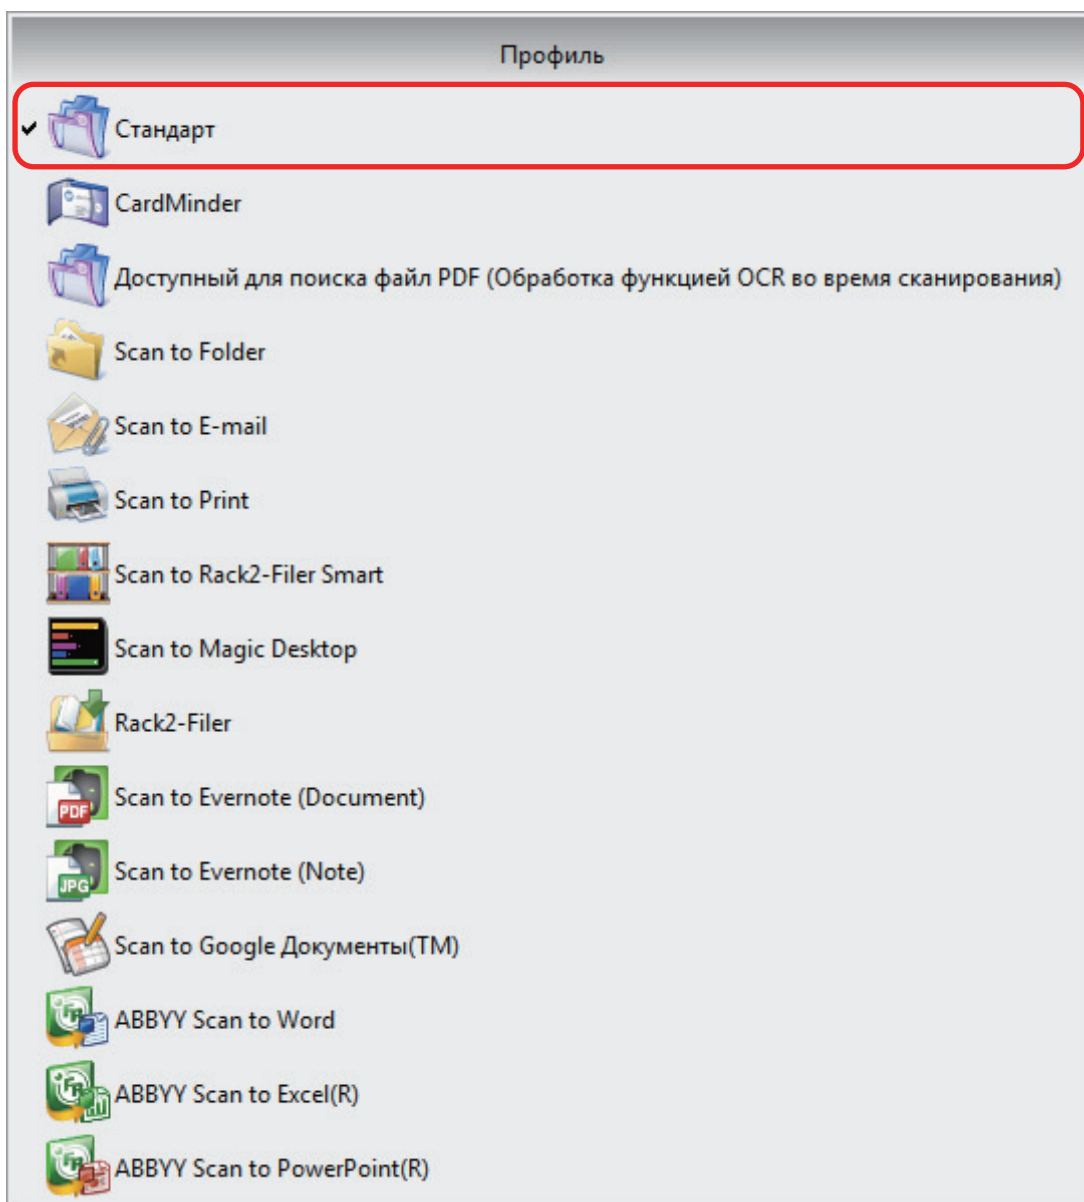 Профиль
Стандарт
CardMinder
Доступный для поиска файл PDF (Обработка функцией OCR во время сканирования)
Scan to Folder
Scan to E-mail
Scan to Print
Scan to Rack2-Filer Smart
Scan to Magic Desktop
Rack2-Filer
PDF
Scan to Evernote (Document)
JPG
Scan to Evernote (Note)
Scan to Google Документы(TM)
ABBYY Scan to Word
ABBYY Scan to Excel(R)
ABBYY Scan to PowerPoint(R)